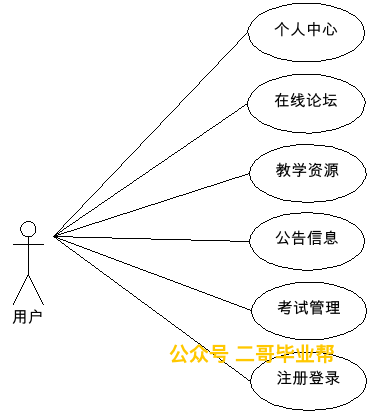 个人中心
在线论坛
教学资源
公告信息
用户
考试管理
公众号 二哥毕业帮
注册登录